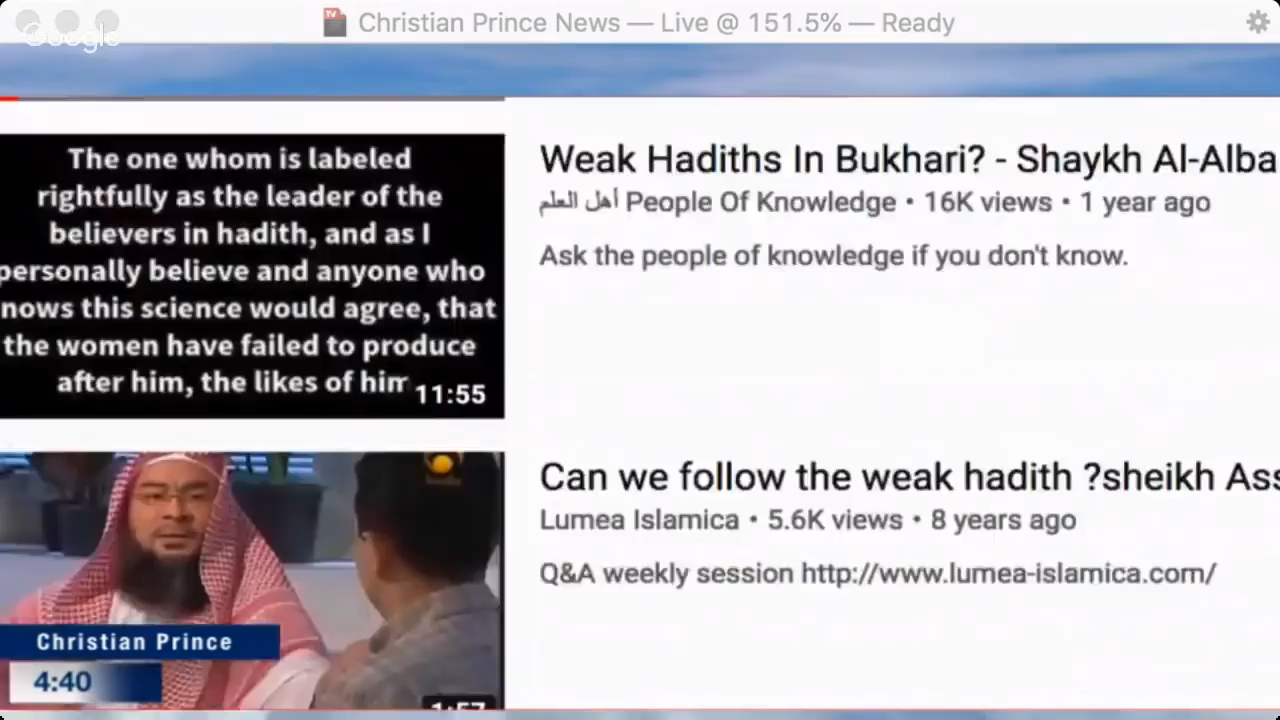 Google
Christian Prince News — Live @ 151.5% — Ready
The one whom is labeled
rightfully as the leader of the
believers in hadith, and as I
personally believe and anyone who
nows this science would agree, that
the women have failed to produce
after him, the likes of him
11:55
Weak Hadiths In Bukhari? - Shaykh Al-Alba
أهل العلم People Of Knowledge • 16K views • 1 year ago
Ask the people of knowledge if you don't know.
Can we follow the weak hadith ?sheikh Ass
Lumea Islamica • 5.6K views • 8 years ago
Q&A weekly session http://www.lumea-islamica.com/
Christian Prince
4:40
1:57